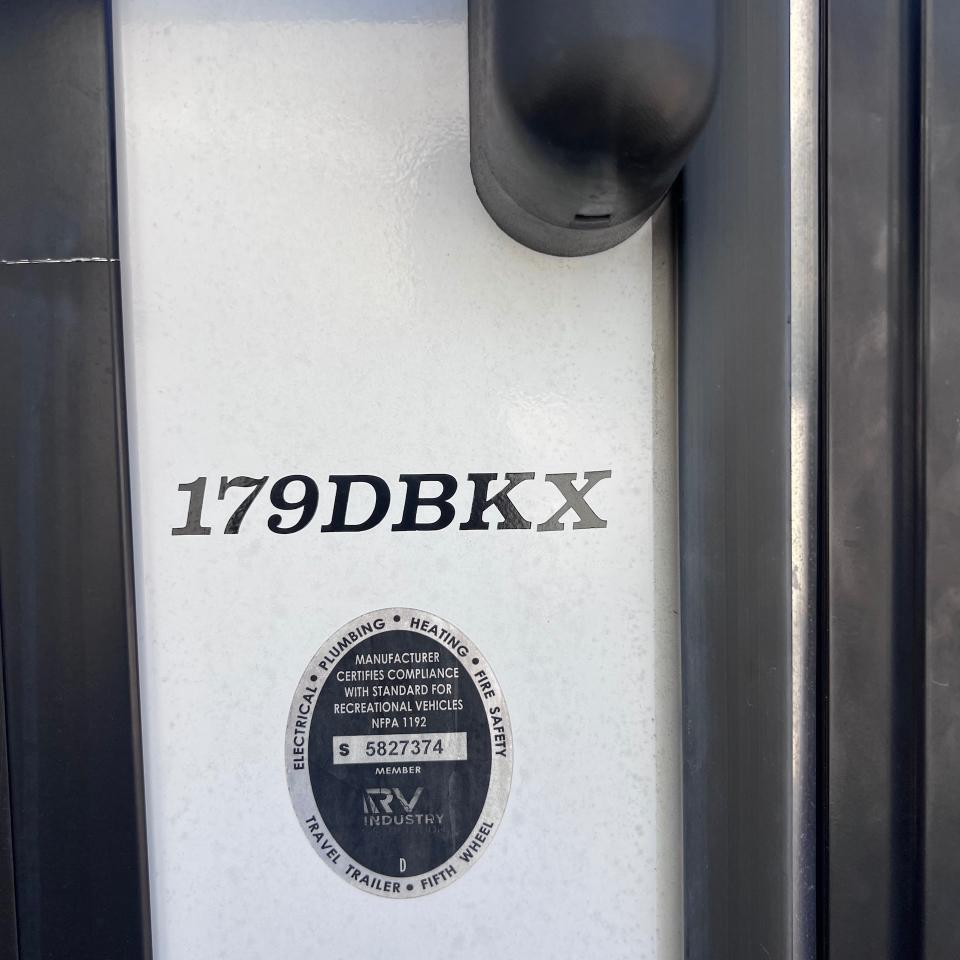 179DBKX
ELECTRICAL • PLUMBING • HEATING • FIRE SAFETY
MANUFACTURER
CERTIFIES COMPLIANCE
WITH STANDARD FOR
RECREATIONAL VEHICLES
NFPA 1192
S 5827374
MEMBER
RV
INDUSTRY
D
TRAVEL TRAILER • FIFTH WHEEL